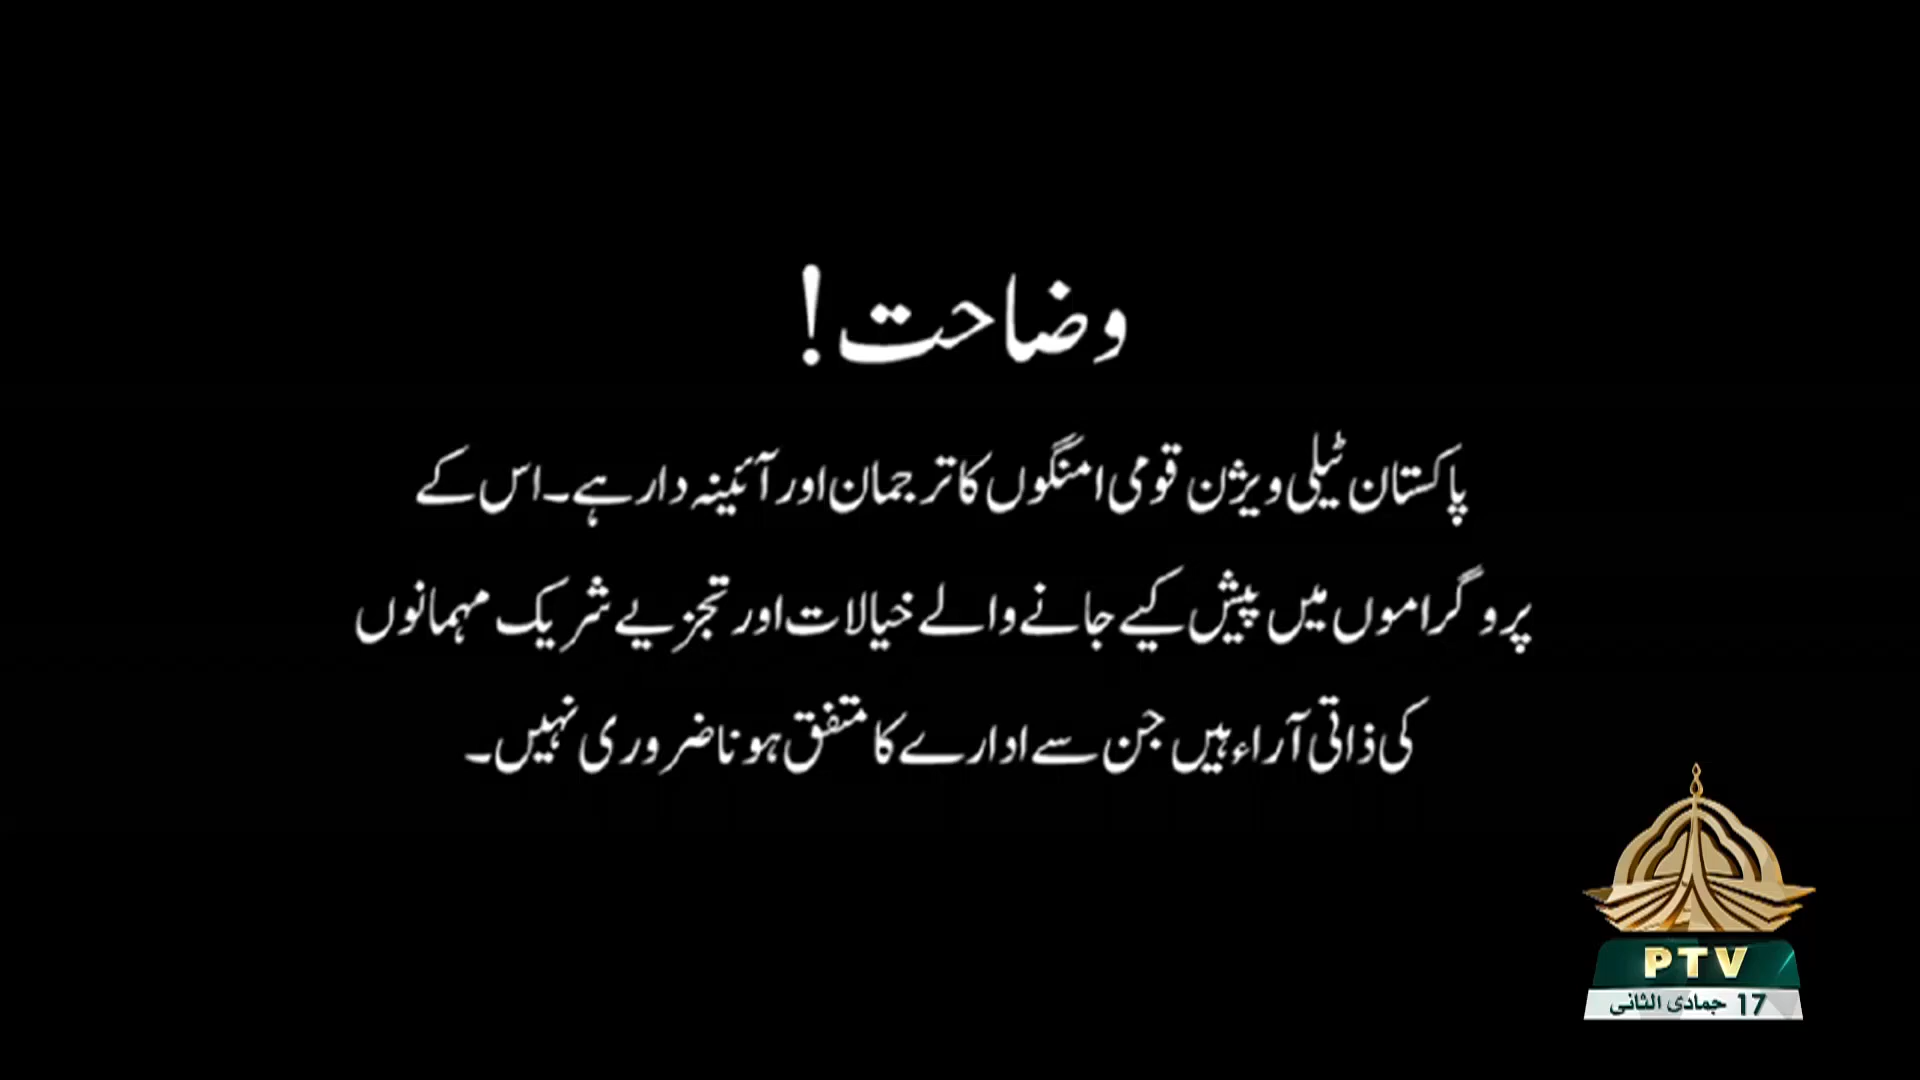 وضاحت!
پاکستان ٹیلی ویژن قومی امنگوں کا ترجمان اور آئینہ دار ہے۔ اس کے
پروگراموں میں پیش کیے جانے والے خیالات اور تجزیے شریک مہمانوں
کی ذاتی آراء ہیں جن سے ادارے کا متفق ہونا ضروری نہیں۔
PTV
17 جمادی الثانی